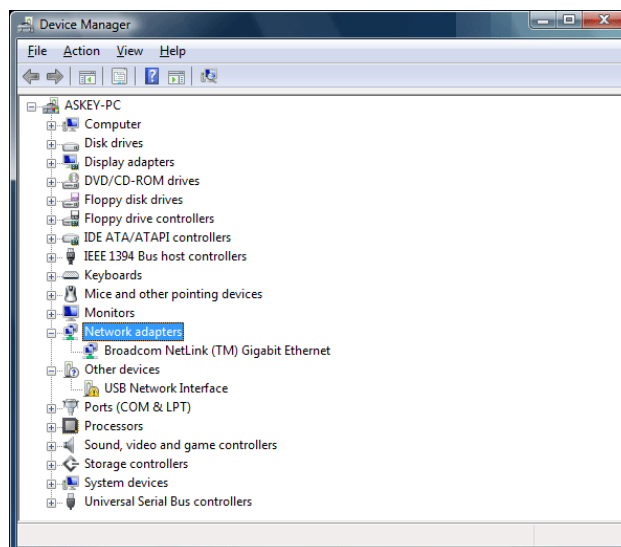 Device Manager
File Action View Help
ASKEY-PC
Computer
Disk drives
Display adapters
DVD/CD-ROM drives
Floppy disk drives
Floppy drive controllers
IDE ATA/ATAPI controllers
IEEE 1394 Bus host controllers
Keyboards
Mice and other pointing devices
Monitors
Network adapters
Broadcom NetLink (TM) Gigabit Ethernet
Other devices
USB Network Interface
Ports (COM & LPT)
Processors
Sound, video and game controllers
Storage controllers
System devices
Universal Serial Bus controllers